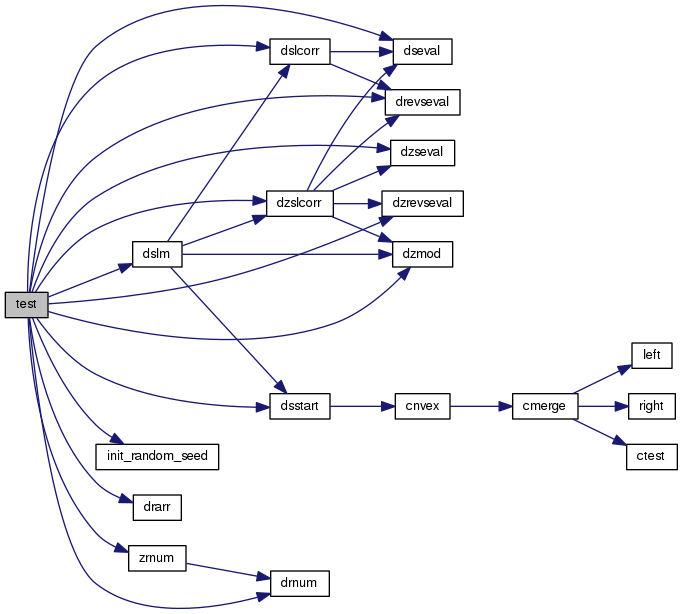 dslcorr
dseval
drevseval
dzseval
dzslcorr
dzrevseval
dslm
dzmod
test
left
dsstart
cnvex
cmerge
right
init_random_seed
ctest
drarr
zrnum
drnum